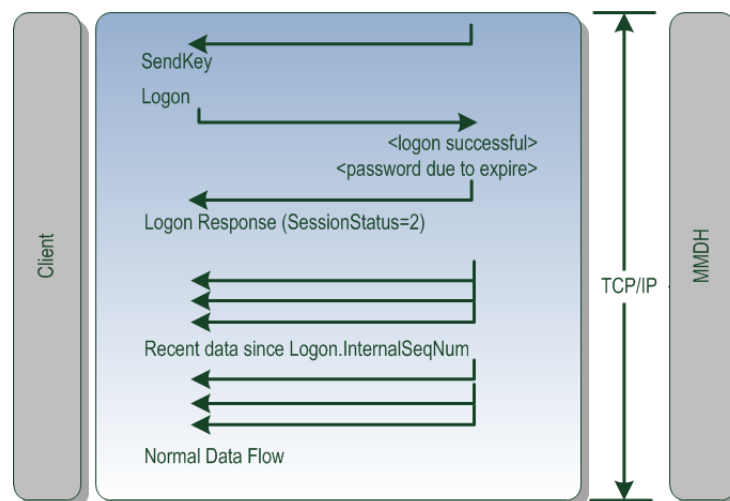 SendKey
Logon
<logon successful>
<password due to expire>
Logon Response (SessionStatus=2)
Client
TCP/IP
MMDH
Recent data since Logon.InternalSeqNum
Normal Data Flow